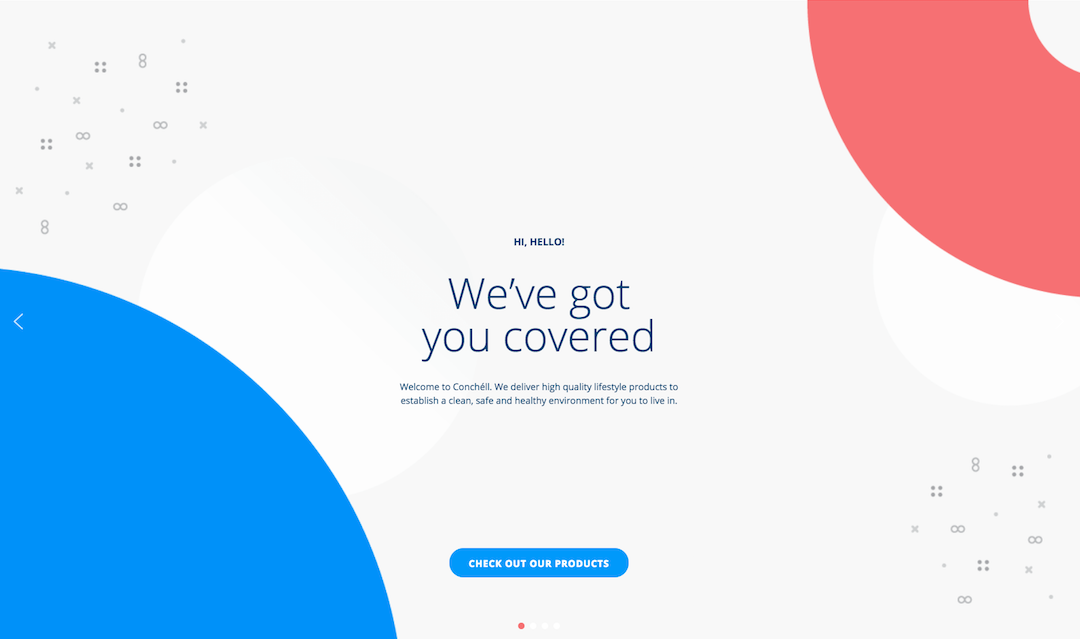 HI, HELLO!
We’ve got
you covered
Welcome to Conchéll. We deliver high quality lifestyle products to
establish a clean, safe and healthy environment for you to live in.
CHECK OUT OUR PRODUCTS